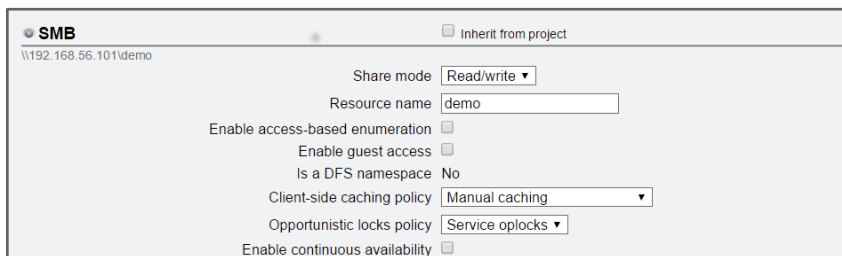 SMB Inherit from project
\\192.168.56.101\demo
Share mode Read/write
Resource name demo
Enable access-based enumeration
Enable guest access
Is a DFS namespace No
Client-side caching policy Manual caching
Opportunistic locks policy Service oplocks
Enable continuous availability